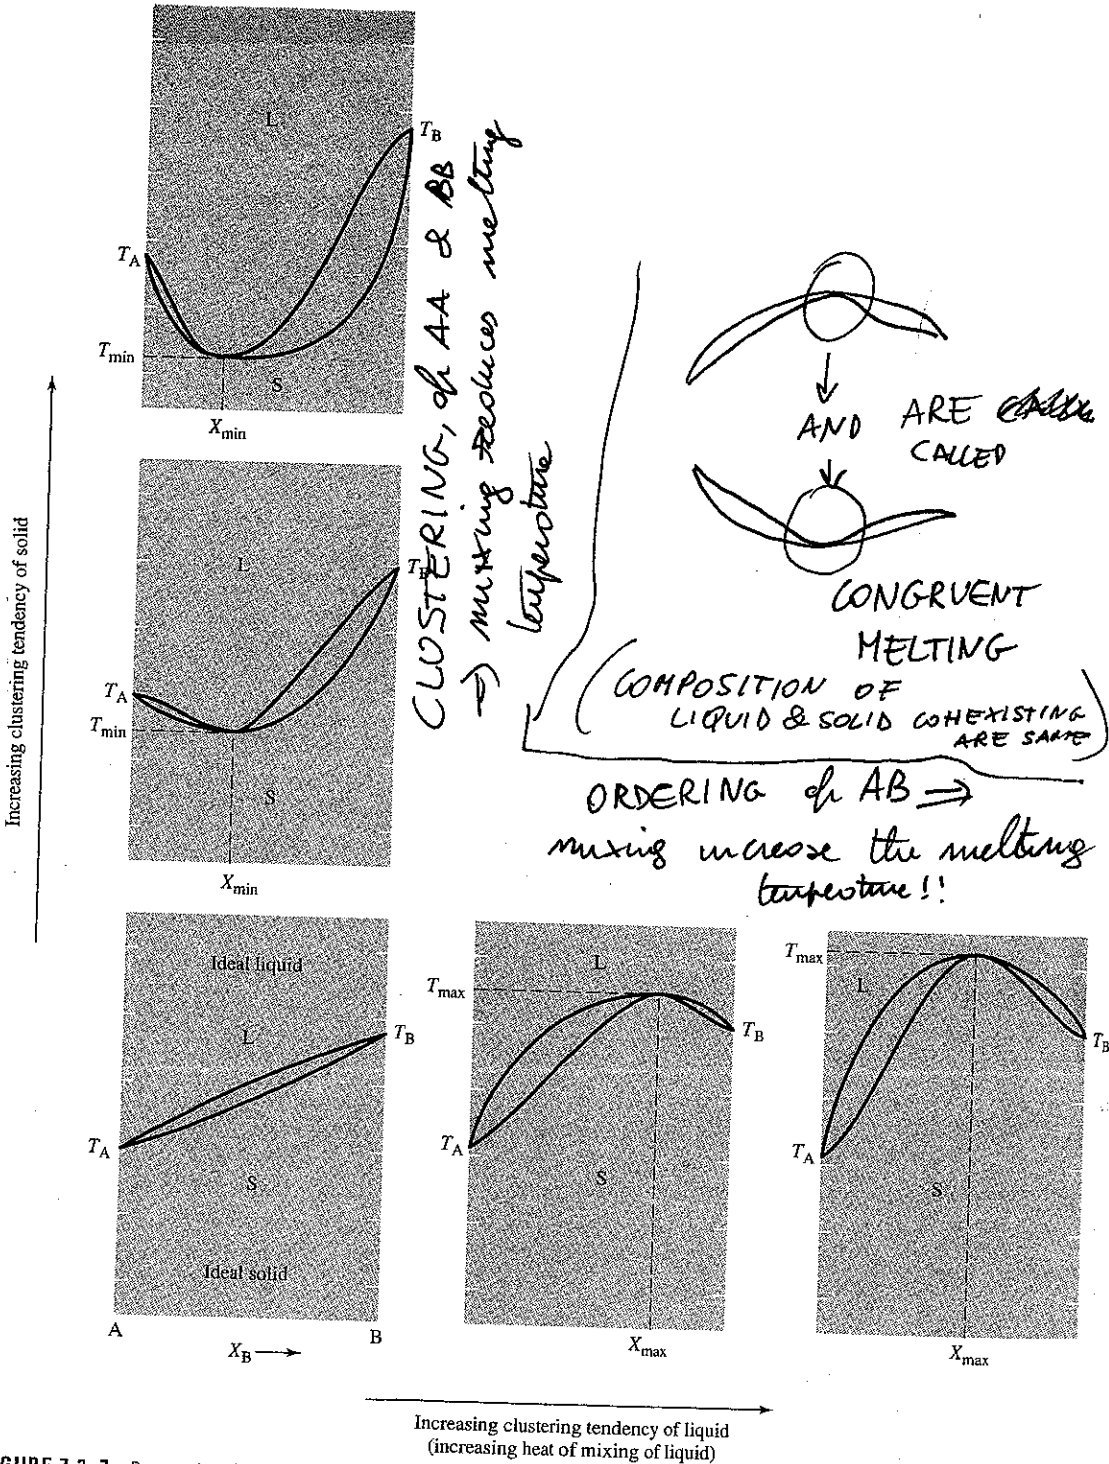 L
T_B
T_A
T_min
S
X_min
CLUSTERING, of AA & BB
⇒ mixing reduces melting
temperature
AND ARE
CALLED
CONGRUENT
MELTING
(COMPOSITION OF
LIQUID & SOLID COHEXISTING
ARE SAME)
Increasing clustering tendency of solid
L
T_A
T_min
S
X_min
ORDERING of AB ⇒
mixing increase the melting
temperature!!
Ideal liquid
L
T_B
T_A
S
Ideal solid
A
B
X_B →
L
T_max
T_B
T_A
S
X_max
T_max
L
T_B
T_A
S
X_max
Increasing clustering tendency of liquid
(increasing heat of mixing of liquid)